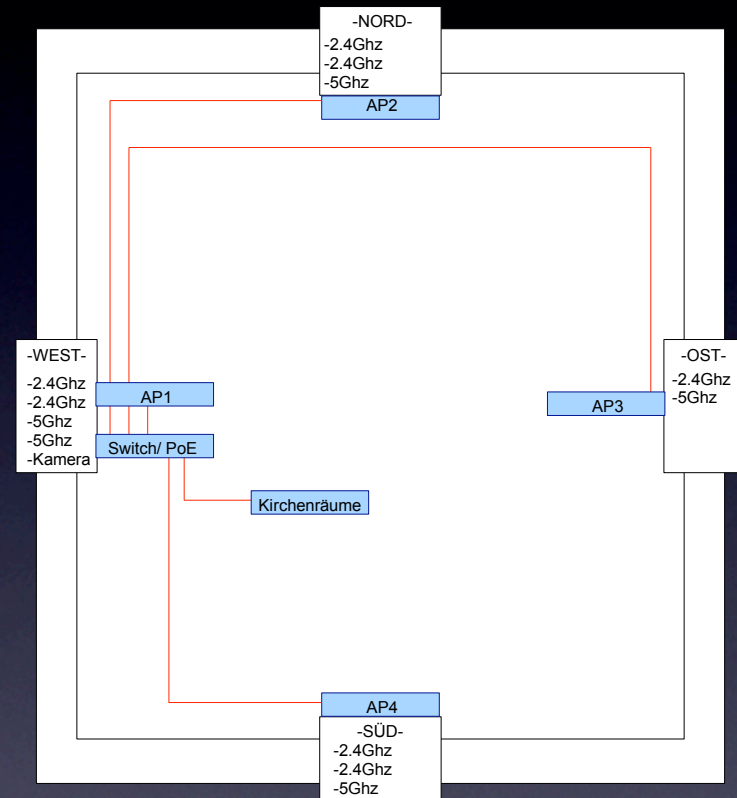 -NORD-
-2.4Ghz
-2.4Ghz
-5Ghz
AP2
-WEST-
-2.4Ghz
-2.4Ghz
-5Ghz
-5Ghz
-Kamera
AP1
Switch/ PoE
Kirchenräume
-OST-
-2.4Ghz
-5Ghz
AP3
AP4
-SÜD-
-2.4Ghz
-2.4Ghz
-5Ghz